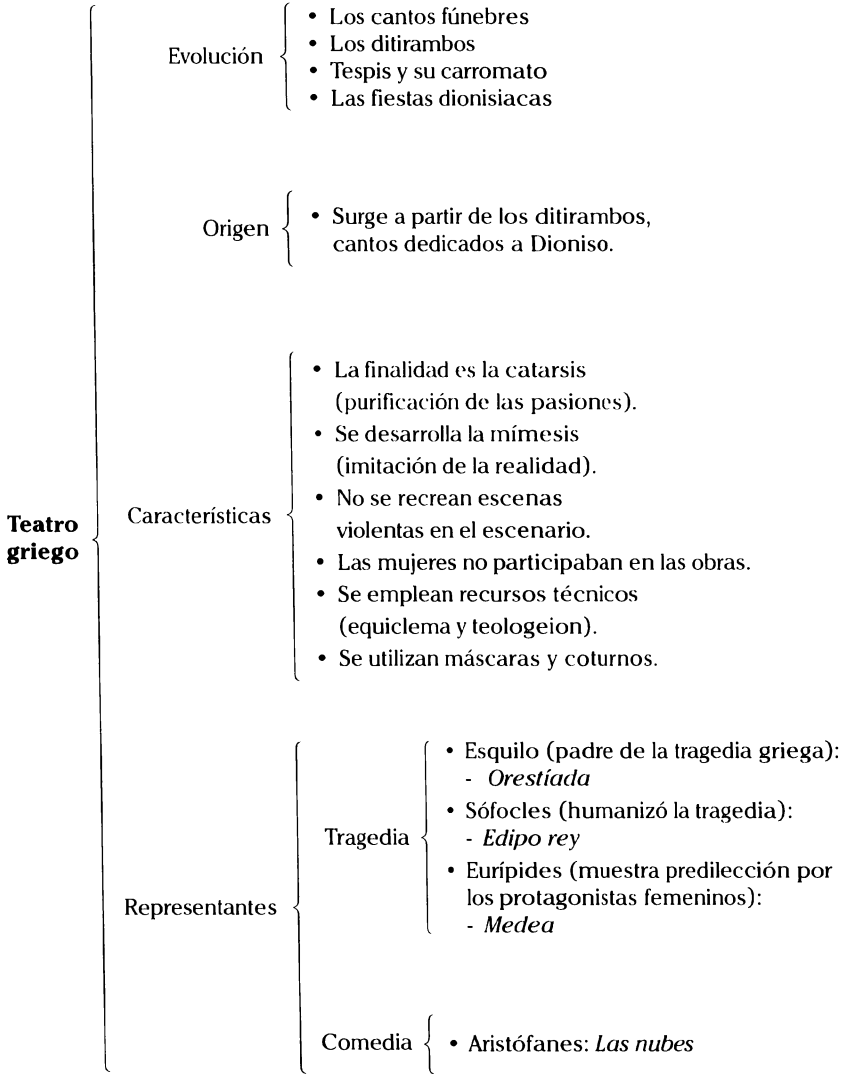 Teatro
griego
Evolución
• Los cantos fúnebres
• Los ditirambos
• Tespis y su carromato
• Las fiestas dionisiacas
Origen
• Surge a partir de los ditirambos,
cantos dedicados a Dioniso.
Características
• La finalidad es la catarsis
(purificación de las pasiones).
• Se desarrolla la mímesis
(imitación de la realidad).
• No se recrean escenas
violentas en el escenario.
• Las mujeres no participaban en las obras.
• Se emplean recursos técnicos
(equiclema y teologeion).
• Se utilizan máscaras y coturnos.
Representantes
Tragedia
• Esquilo (padre de la tragedia griega):
- Orestíada
• Sófocles (humanizó la tragedia):
- Edipo rey
• Eurípides (muestra predilección por
los protagonistas femeninos):
- Medea
Comedia
• Aristófanes: Las nubes